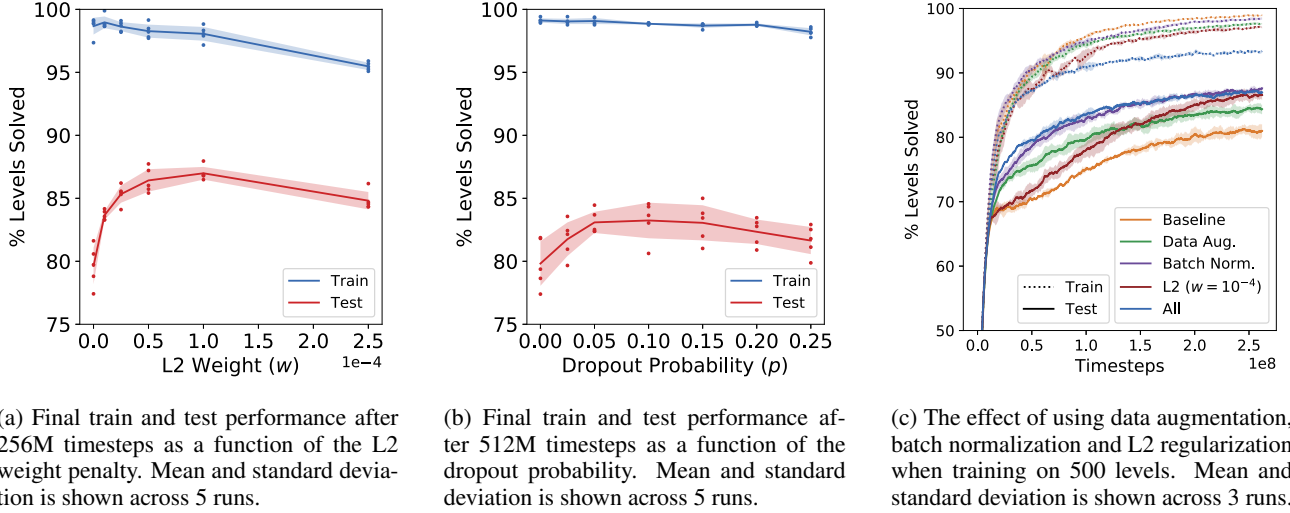 100
95
90
85
80
75
% Levels Solved
Train
Test
0.0 0.5 1.0 1.5 2.0 2.5
L2 Weight (w) 1e-4
100
95
90
85
80
75
% Levels Solved
Train
Test
0.00 0.05 0.10 0.15 0.20 0.25
Dropout Probability (p)
100
90
80
70
60
50
% Levels Solved
Train
Test
Baseline
Data Aug.
Batch Norm.
L2 (w = 10⁻⁴)
All
0.0 0.5 1.0 1.5 2.0 2.5
Timesteps 1e8
(a) Final train and test performance after
256M timesteps as a function of the L2
weight penalty. Mean and standard devia-
tion is shown across 5 runs.
(b) Final train and test performance af-
ter 512M timesteps as a function of the
dropout probability. Mean and standard
deviation is shown across 5 runs.
(c) The effect of using data augmentation,
batch normalization and L2 regularization
when training on 500 levels. Mean and
standard deviation is shown across 3 runs.